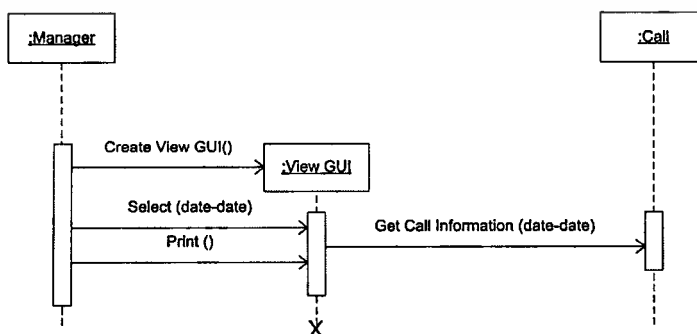 :Manager
:Call
Create View GUI()
:View GUI
Select (date-date)
Get Call Information (date-date)
Print ()
X